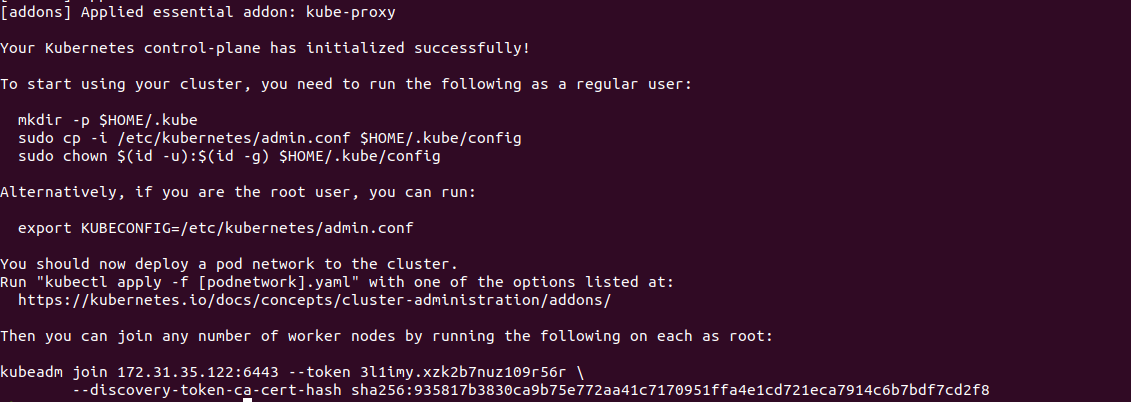 [addons] Applied essential addon: kube-proxy
Your Kubernetes control-plane has initialized successfully!
To start using your cluster, you need to run the following as a regular user:
mkdir -p $HOME/.kube
sudo cp -i /etc/kubernetes/admin.conf $HOME/.kube/config
sudo chown $(id -u):$(id -g) $HOME/.kube/config
Alternatively, if you are the root user, you can run:
export KUBECONFIG=/etc/kubernetes/admin.conf
You should now deploy a pod network to the cluster.
Run "kubectl apply -f [podnetwork].yaml" with one of the options listed at:
https://kubernetes.io/docs/concepts/cluster-administration/addons/
Then you can join any number of worker nodes by running the following on each as root:
kubeadm join 172.31.35.122:6443 --token 3l1imy.xzk2b7nuz109r56r \
--discovery-token-ca-cert-hash sha256:935817b3830ca9b75e772aa41c7170951ffa4e1cd721eca7914c6b7bdf7cd2f8